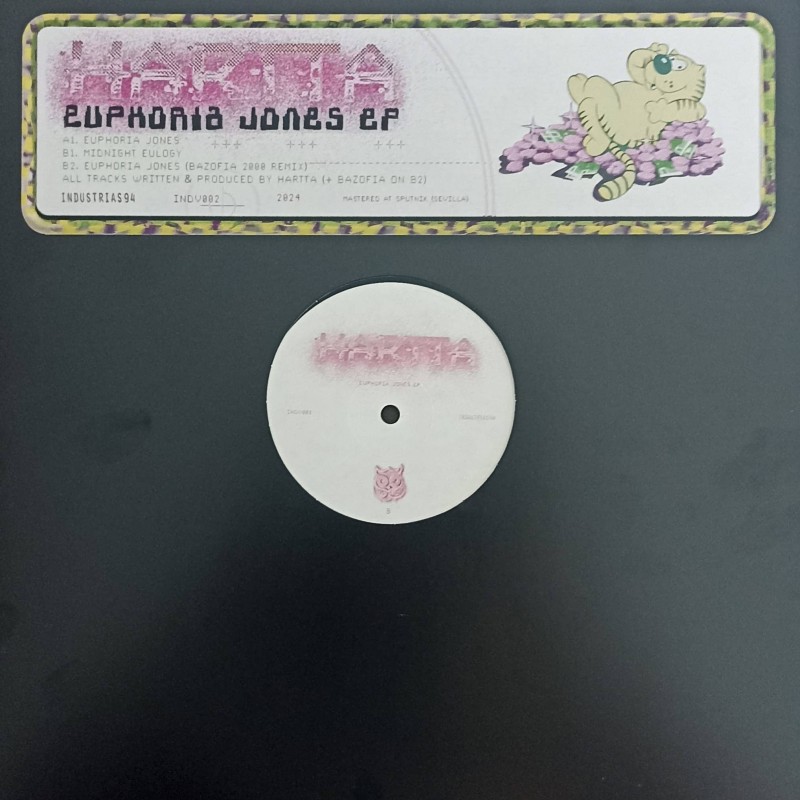 HARTTA
EUPHORIA JONES EP
A1. EUPHORIA JONES
B1. MIDNIGHT EULOGY
B2. EUPHORIA JONES (BAZOFIA 2000 REMIX)
ALL TRACKS WRITTEN & PRODUCED BY HARTTA (+ BAZOFIA ON B2)
INDUSTRIAS94 INDV002 2024 MASTERED AT SPUTNIK (SEVILLA)
HARTTA
EUPHORIA JONES EP
INDV002